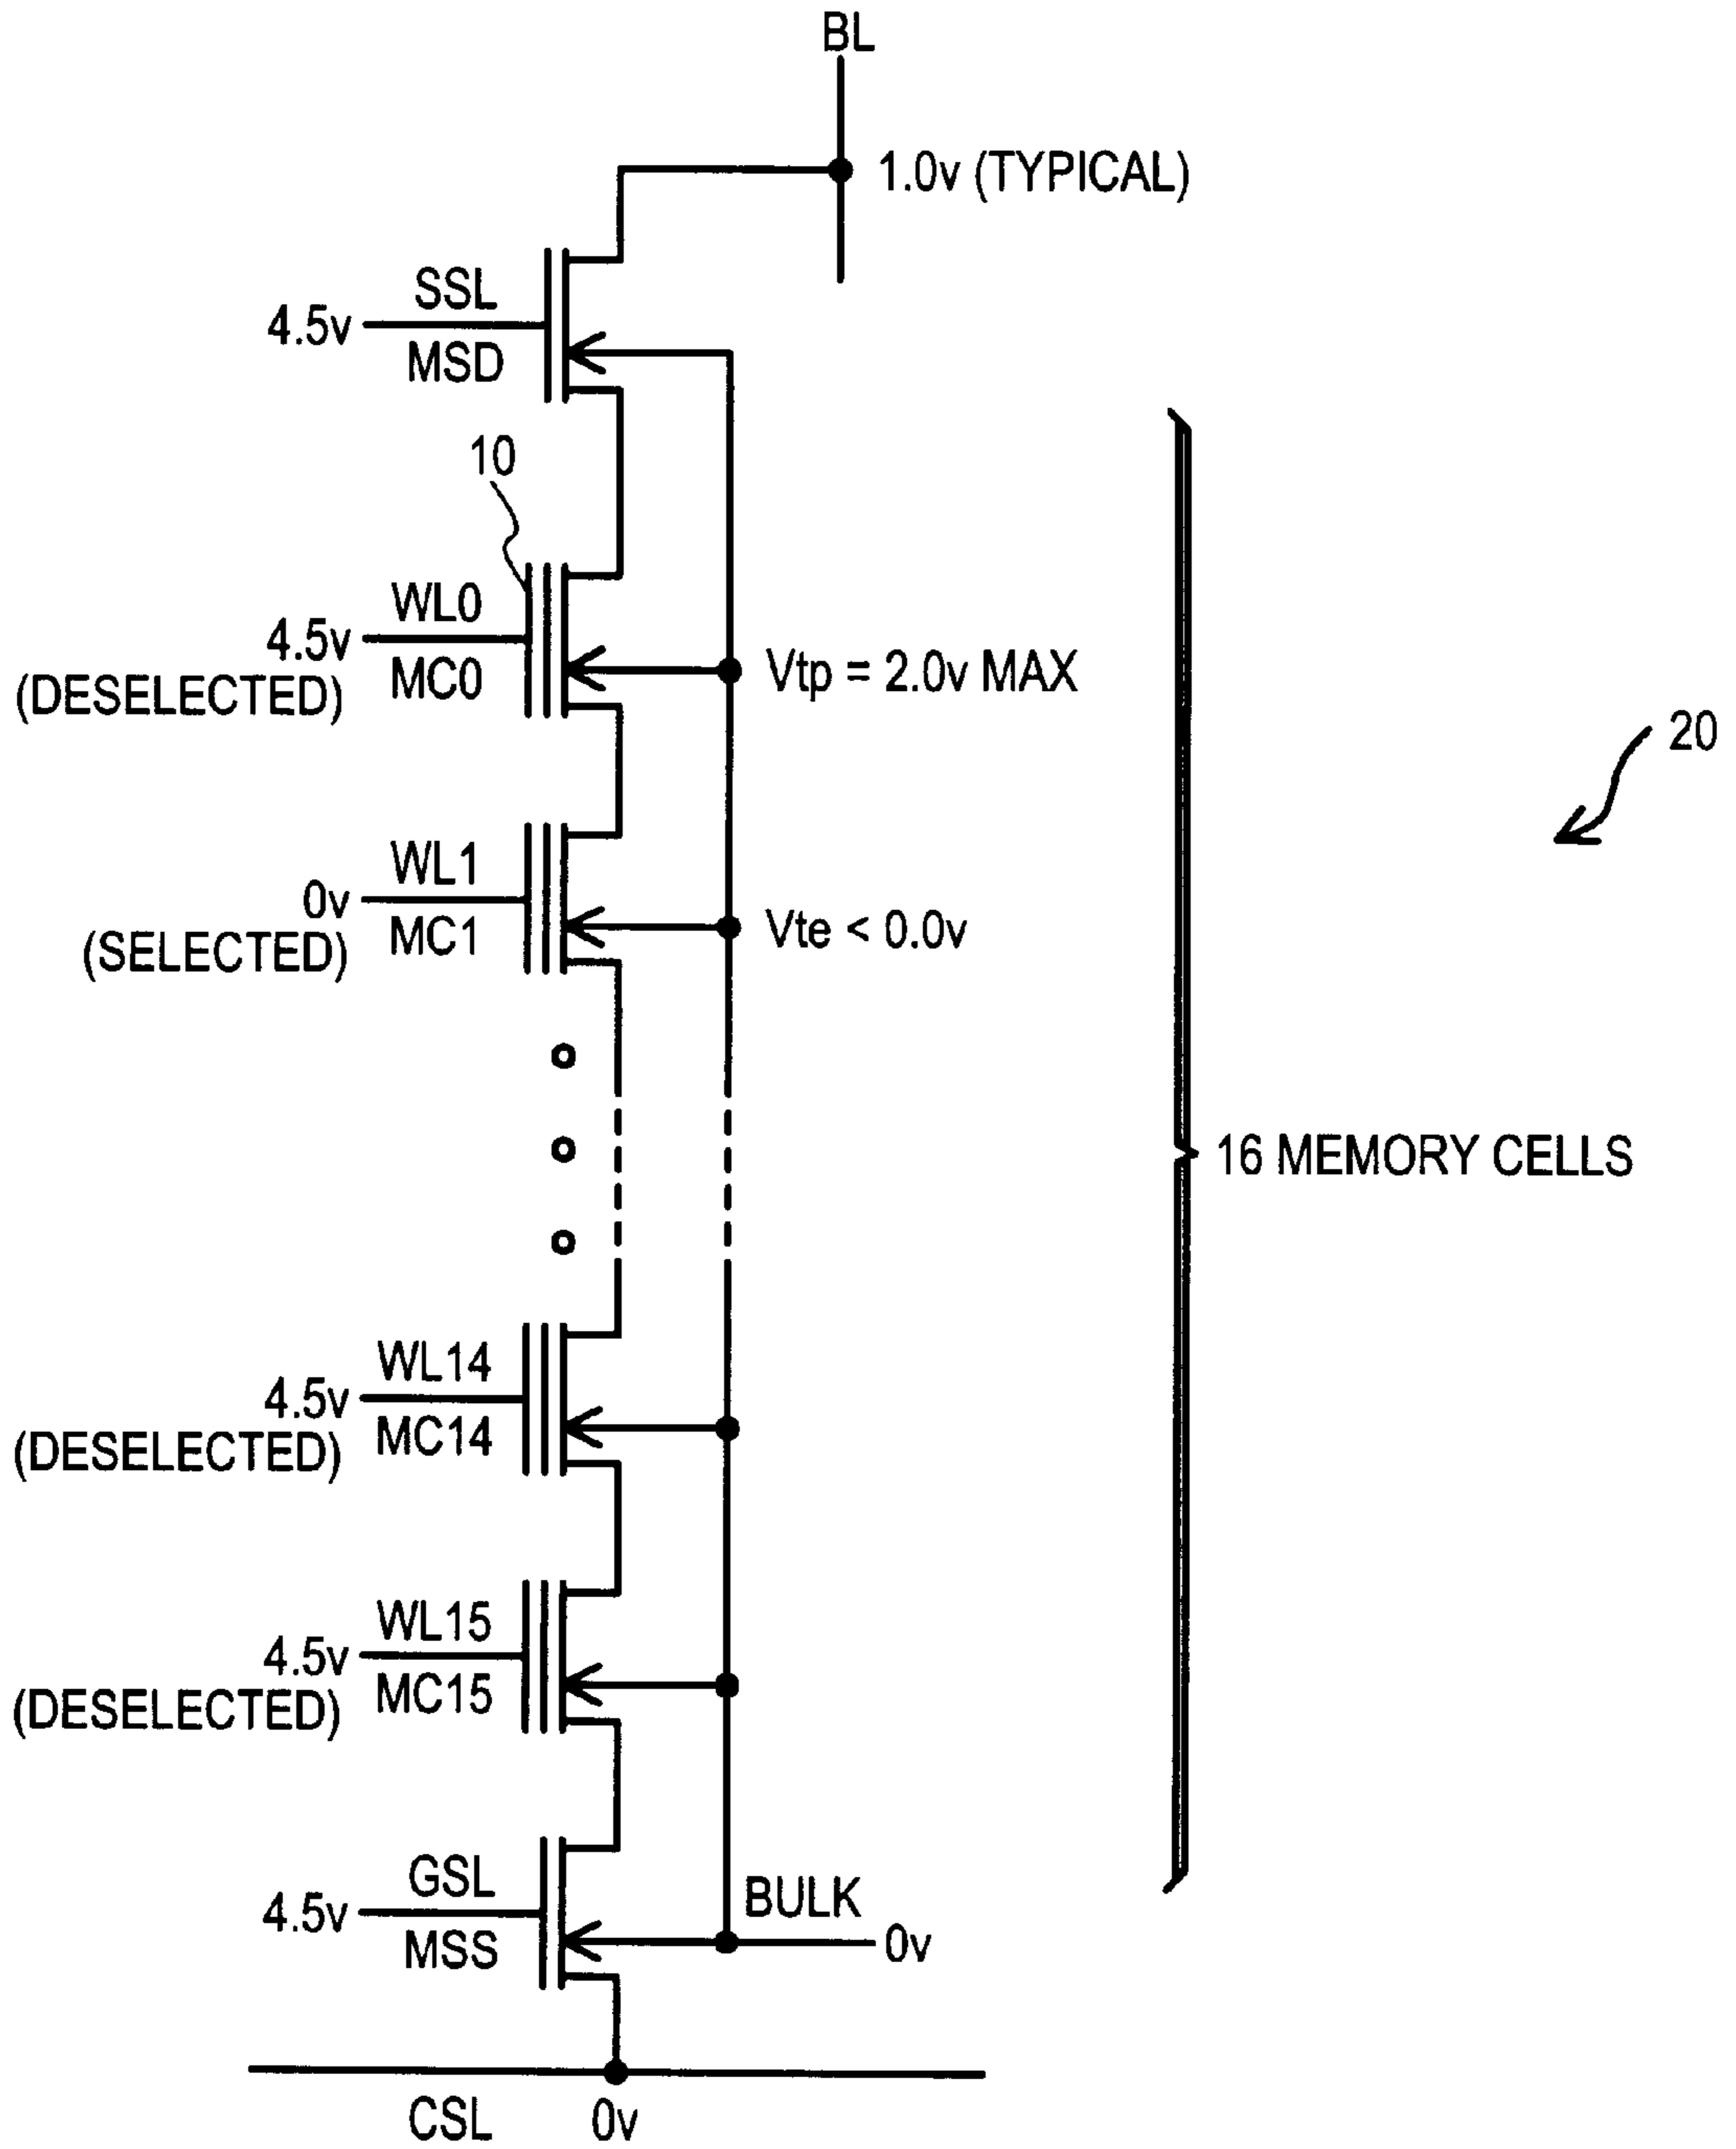 BL
1.0v (TYPICAL)
SSL
4.5v
MSD
10
WL0
4.5v
(DESELECTED)
MC0
Vtp = 2.0v MAX
20
WL1
0v
(SELECTED)
MC1
Vte < 0.0v
16 MEMORY CELLS
WL14
4.5v
(DESELECTED)
MC14
WL15
4.5v
(DESELECTED)
MC15
GSL
4.5v
MSS
BULK
0v
CSL
0v